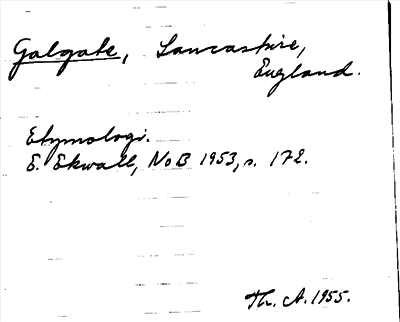 Galgate, Lancashire,
England.
Etymologi.
E. Ekwall, NoB 1953, s. 172.
Th. A. 1955.